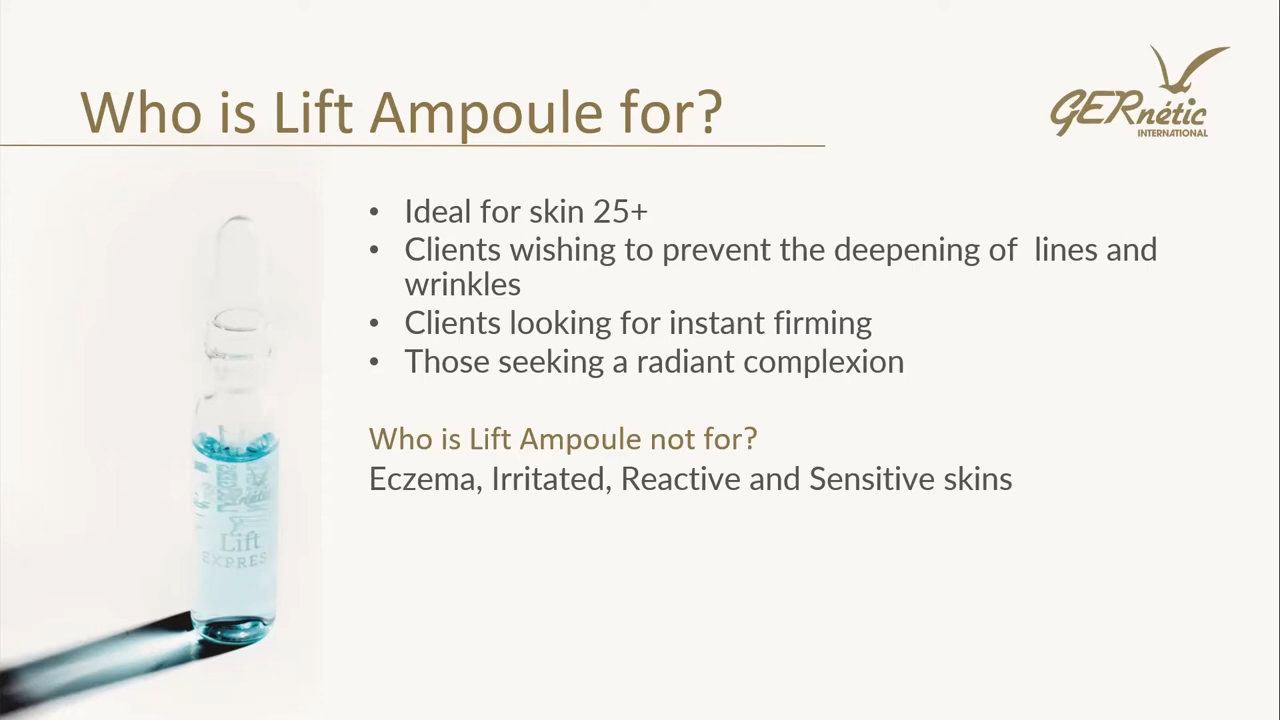 Who is Lift Ampoule for?
GERnétic
INTERNATIONAL
• Ideal for skin 25+
• Clients wishing to prevent the deepening of  lines and
wrinkles
• Clients looking for instant firming
• Those seeking a radiant complexion
Who is Lift Ampoule not for?
Eczema, Irritated, Reactive and Sensitive skins
Lift
EXPRES